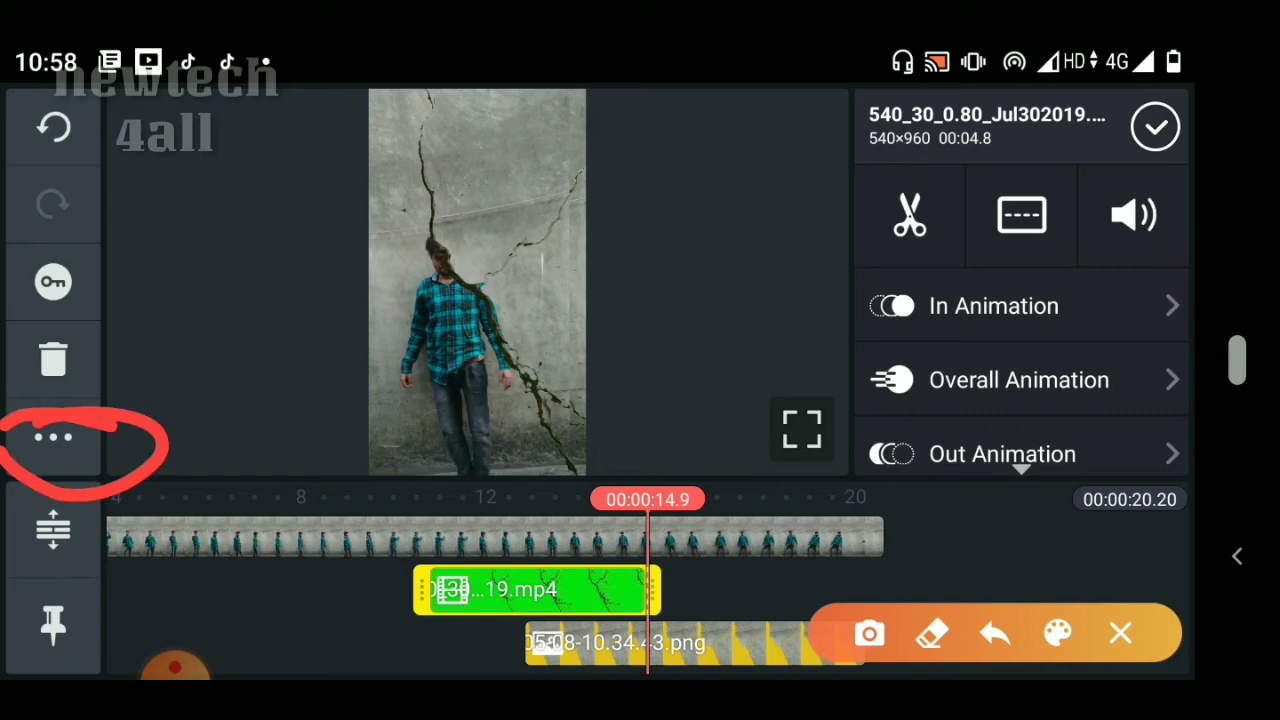 10:58
HD 4G
newtech
4all
540_30_0.80_Jul302019....
540×960 00:04.8
In Animation
Overall Animation
Out Animation
4 8 12 00:00:14.9 20 00:00:20.20
0130...19.mp4
05-08-10.34.43.png